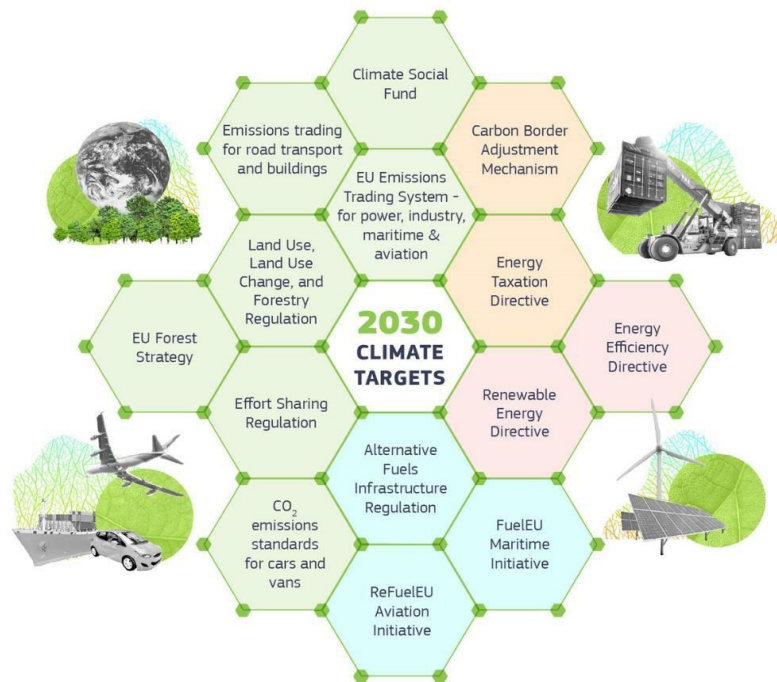 Climate Social
Fund
Emissions trading
for road transport
and buildings
Carbon Border
Adjustment
Mechanism
EU Emissions
Trading System -
for power, industry,
maritime &
aviation
Land Use,
Land Use
Change, and
Forestry
Regulation
Energy
Taxation
Directive
EU Forest
Strategy
2030
CLIMATE
TARGETS
Energy
Efficiency
Directive
Effort Sharing
Regulation
Renewable
Energy
Directive
Alternative
Fuels
Infrastructure
Regulation
CO₂
emissions
standards
for cars and
vans
FuelEU
Maritime
Initiative
ReFuelEU
Aviation
Initiative